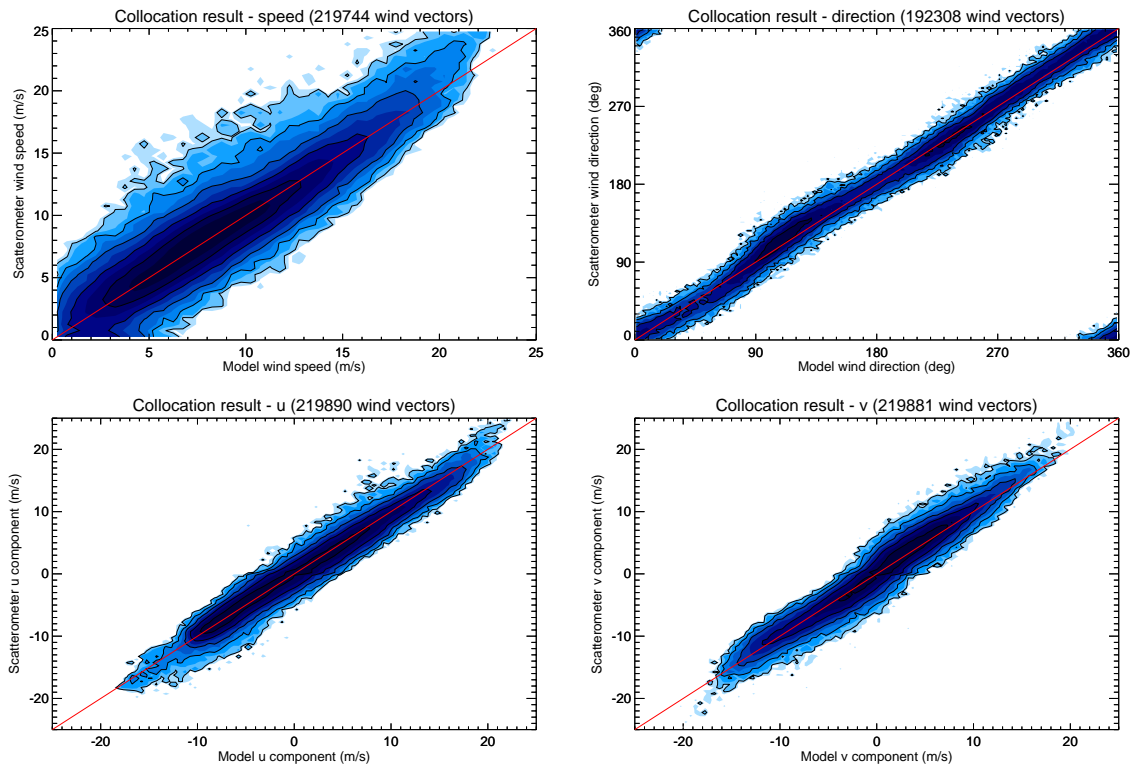 Collocation result - speed (219744 wind vectors)
25
20
15
10
5
0
Scatterometer wind speed (m/s)
0 5 10 15 20 25
Model wind speed (m/s)
Collocation result - direction (192308 wind vectors)
360
270
180
90
0
Scatterometer wind direction (deg)
0 90 180 270 360
Model wind direction (deg)
Collocation result - u (219890 wind vectors)
20
10
0
-10
-20
Scatterometer u component (m/s)
-20 -10 0 10 20
Model u component (m/s)
Collocation result - v (219881 wind vectors)
20
10
0
-10
-20
Scatterometer v component (m/s)
-20 -10 0 10 20
Model v component (m/s)